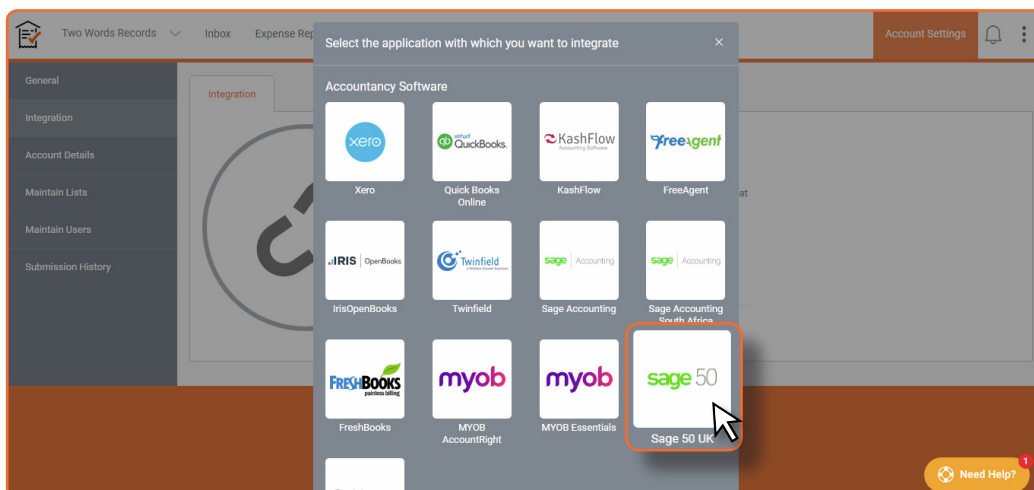 Two Words Records
Inbox
Expense Rep
Account Settings
Select the application with which you want to integrate
General
Integration
Account Details
Maintain Lists
Maintain Users
Submission History
Integration
at
Accountancy Software
xero
intuit
qb QuickBooks.
KashFlow
Accounting Software
FreeAgent
Xero
Quick Books
Online
KashFlow
FreeAgent
IRIS OpenBooks
Twinfield
sage Accounting
sage Accounting
IrisOpenBooks
Twinfield
Sage Accounting
Sage Accounting
South Africa
FRESHBOOKS
painless billing
myob
myob
sage 50
FreshBooks
MYOB
AccountRight
MYOB Essentials
Sage 50 UK
Need Help?
1